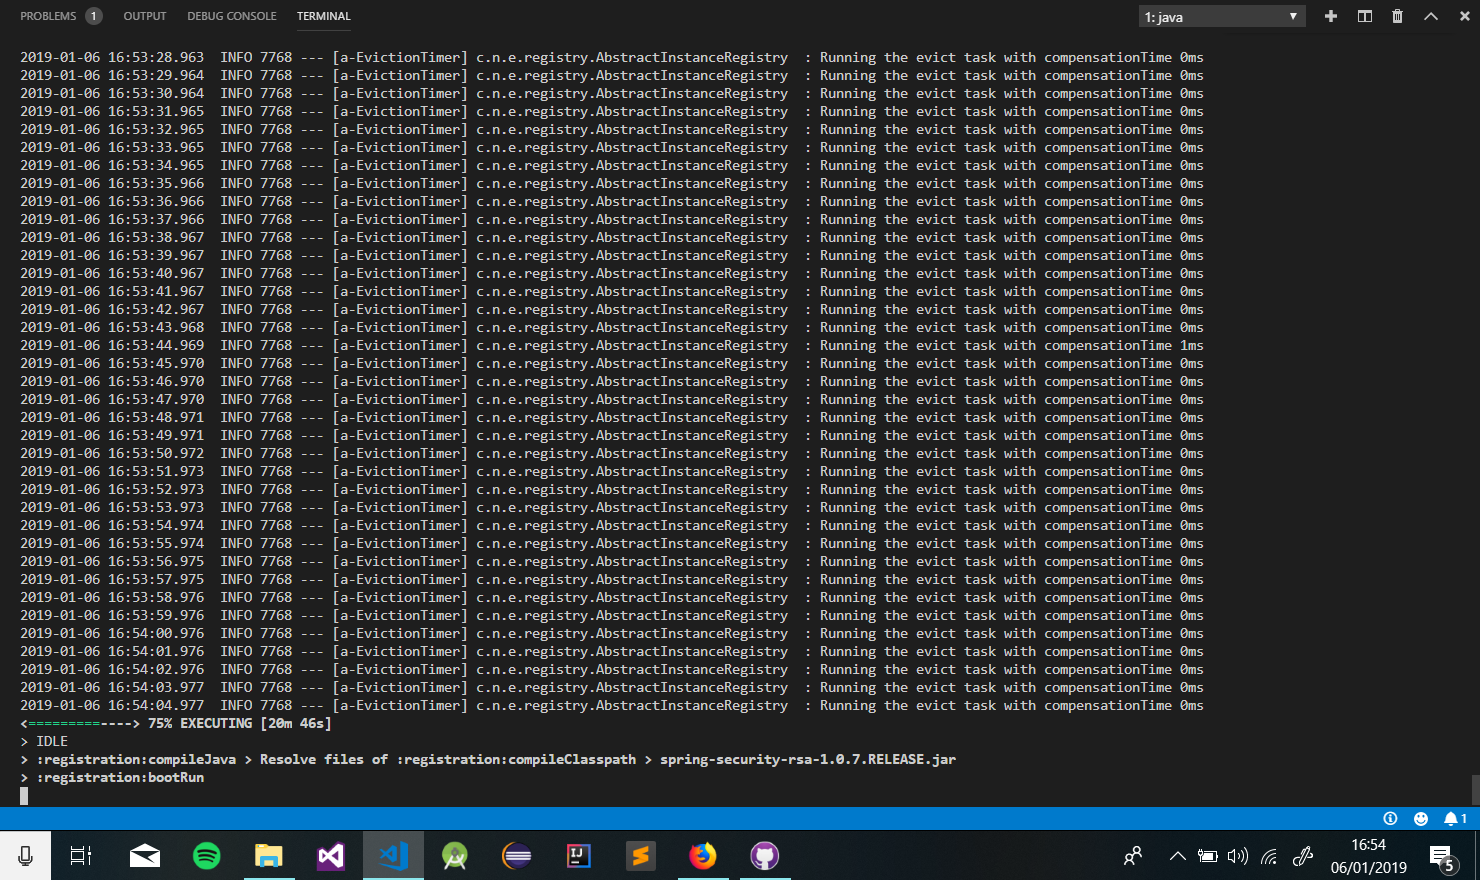 PROBLEMS 1 OUTPUT DEBUG CONSOLE TERMINAL 1: java
2019-01-06 16:53:28.963  INFO 7768 --- [a-EvictionTimer] c.n.e.registry.AbstractInstanceRegistry  : Running the evict task with compensationTime 0ms
2019-01-06 16:53:29.964  INFO 7768 --- [a-EvictionTimer] c.n.e.registry.AbstractInstanceRegistry  : Running the evict task with compensationTime 0ms
2019-01-06 16:53:30.964  INFO 7768 --- [a-EvictionTimer] c.n.e.registry.AbstractInstanceRegistry  : Running the evict task with compensationTime 0ms
2019-01-06 16:53:31.965  INFO 7768 --- [a-EvictionTimer] c.n.e.registry.AbstractInstanceRegistry  : Running the evict task with compensationTime 0ms
2019-01-06 16:53:32.965  INFO 7768 --- [a-EvictionTimer] c.n.e.registry.AbstractInstanceRegistry  : Running the evict task with compensationTime 0ms
2019-01-06 16:53:33.965  INFO 7768 --- [a-EvictionTimer] c.n.e.registry.AbstractInstanceRegistry  : Running the evict task with compensationTime 0ms
2019-01-06 16:53:34.965  INFO 7768 --- [a-EvictionTimer] c.n.e.registry.AbstractInstanceRegistry  : Running the evict task with compensationTime 0ms
2019-01-06 16:53:35.966  INFO 7768 --- [a-EvictionTimer] c.n.e.registry.AbstractInstanceRegistry  : Running the evict task with compensationTime 0ms
2019-01-06 16:53:36.966  INFO 7768 --- [a-EvictionTimer] c.n.e.registry.AbstractInstanceRegistry  : Running the evict task with compensationTime 0ms
2019-01-06 16:53:37.966  INFO 7768 --- [a-EvictionTimer] c.n.e.registry.AbstractInstanceRegistry  : Running the evict task with compensationTime 0ms
2019-01-06 16:53:38.967  INFO 7768 --- [a-EvictionTimer] c.n.e.registry.AbstractInstanceRegistry  : Running the evict task with compensationTime 0ms
2019-01-06 16:53:39.967  INFO 7768 --- [a-EvictionTimer] c.n.e.registry.AbstractInstanceRegistry  : Running the evict task with compensationTime 0ms
2019-01-06 16:53:40.967  INFO 7768 --- [a-EvictionTimer] c.n.e.registry.AbstractInstanceRegistry  : Running the evict task with compensationTime 0ms
2019-01-06 16:53:41.967  INFO 7768 --- [a-EvictionTimer] c.n.e.registry.AbstractInstanceRegistry  : Running the evict task with compensationTime 0ms
2019-01-06 16:53:42.967  INFO 7768 --- [a-EvictionTimer] c.n.e.registry.AbstractInstanceRegistry  : Running the evict task with compensationTime 0ms
2019-01-06 16:53:43.968  INFO 7768 --- [a-EvictionTimer] c.n.e.registry.AbstractInstanceRegistry  : Running the evict task with compensationTime 0ms
2019-01-06 16:53:44.969  INFO 7768 --- [a-EvictionTimer] c.n.e.registry.AbstractInstanceRegistry  : Running the evict task with compensationTime 1ms
2019-01-06 16:53:45.970  INFO 7768 --- [a-EvictionTimer] c.n.e.registry.AbstractInstanceRegistry  : Running the evict task with compensationTime 0ms
2019-01-06 16:53:46.970  INFO 7768 --- [a-EvictionTimer] c.n.e.registry.AbstractInstanceRegistry  : Running the evict task with compensationTime 0ms
2019-01-06 16:53:47.970  INFO 7768 --- [a-EvictionTimer] c.n.e.registry.AbstractInstanceRegistry  : Running the evict task with compensationTime 0ms
2019-01-06 16:53:48.971  INFO 7768 --- [a-EvictionTimer] c.n.e.registry.AbstractInstanceRegistry  : Running the evict task with compensationTime 0ms
2019-01-06 16:53:49.971  INFO 7768 --- [a-EvictionTimer] c.n.e.registry.AbstractInstanceRegistry  : Running the evict task with compensationTime 0ms
2019-01-06 16:53:50.972  INFO 7768 --- [a-EvictionTimer] c.n.e.registry.AbstractInstanceRegistry  : Running the evict task with compensationTime 0ms
2019-01-06 16:53:51.973  INFO 7768 --- [a-EvictionTimer] c.n.e.registry.AbstractInstanceRegistry  : Running the evict task with compensationTime 0ms
2019-01-06 16:53:52.973  INFO 7768 --- [a-EvictionTimer] c.n.e.registry.AbstractInstanceRegistry  : Running the evict task with compensationTime 0ms
2019-01-06 16:53:53.973  INFO 7768 --- [a-EvictionTimer] c.n.e.registry.AbstractInstanceRegistry  : Running the evict task with compensationTime 0ms
2019-01-06 16:53:54.974  INFO 7768 --- [a-EvictionTimer] c.n.e.registry.AbstractInstanceRegistry  : Running the evict task with compensationTime 0ms
2019-01-06 16:53:55.974  INFO 7768 --- [a-EvictionTimer] c.n.e.registry.AbstractInstanceRegistry  : Running the evict task with compensationTime 0ms
2019-01-06 16:53:56.975  INFO 7768 --- [a-EvictionTimer] c.n.e.registry.AbstractInstanceRegistry  : Running the evict task with compensationTime 0ms
2019-01-06 16:53:57.975  INFO 7768 --- [a-EvictionTimer] c.n.e.registry.AbstractInstanceRegistry  : Running the evict task with compensationTime 0ms
2019-01-06 16:53:58.976  INFO 7768 --- [a-EvictionTimer] c.n.e.registry.AbstractInstanceRegistry  : Running the evict task with compensationTime 0ms
2019-01-06 16:53:59.976  INFO 7768 --- [a-EvictionTimer] c.n.e.registry.AbstractInstanceRegistry  : Running the evict task with compensationTime 0ms
2019-01-06 16:54:00.976  INFO 7768 --- [a-EvictionTimer] c.n.e.registry.AbstractInstanceRegistry  : Running the evict task with compensationTime 0ms
2019-01-06 16:54:01.976  INFO 7768 --- [a-EvictionTimer] c.n.e.registry.AbstractInstanceRegistry  : Running the evict task with compensationTime 0ms
2019-01-06 16:54:02.976  INFO 7768 --- [a-EvictionTimer] c.n.e.registry.AbstractInstanceRegistry  : Running the evict task with compensationTime 0ms
2019-01-06 16:54:03.977  INFO 7768 --- [a-EvictionTimer] c.n.e.registry.AbstractInstanceRegistry  : Running the evict task with compensationTime 0ms
2019-01-06 16:54:04.977  INFO 7768 --- [a-EvictionTimer] c.n.e.registry.AbstractInstanceRegistry  : Running the evict task with compensationTime 0ms
<=========----> 75% EXECUTING [20m 46s]
> IDLE
> :registration:compileJava > Resolve files of :registration:compileClasspath > spring-security-rsa-1.0.7.RELEASE.jar
> :registration:bootRun
1
IJ
16:54
06/01/2019
5